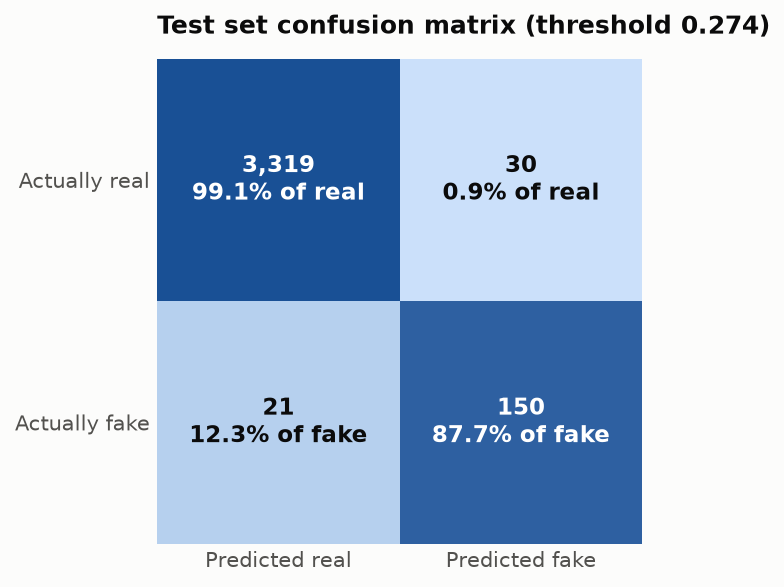 Test set confusion matrix (threshold 0.274)
Actually real
3,319
99.1% of real
30
0.9% of real
Actually fake
21
12.3% of fake
150
87.7% of fake
Predicted real
Predicted fake